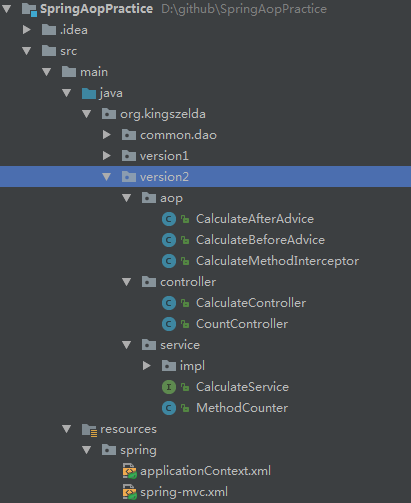 SpringAopPractice D:\github\SpringAopPractice
.idea
src
main
java
org.kingszelda
common.dao
version1
version2
aop
CalculateAfterAdvice
CalculateBeforeAdvice
CalculateMethodInterceptor
controller
CalculateController
CountController
service
impl
CalculateService
MethodCounter
resources
spring
applicationContext.xml
spring-mvc.xml